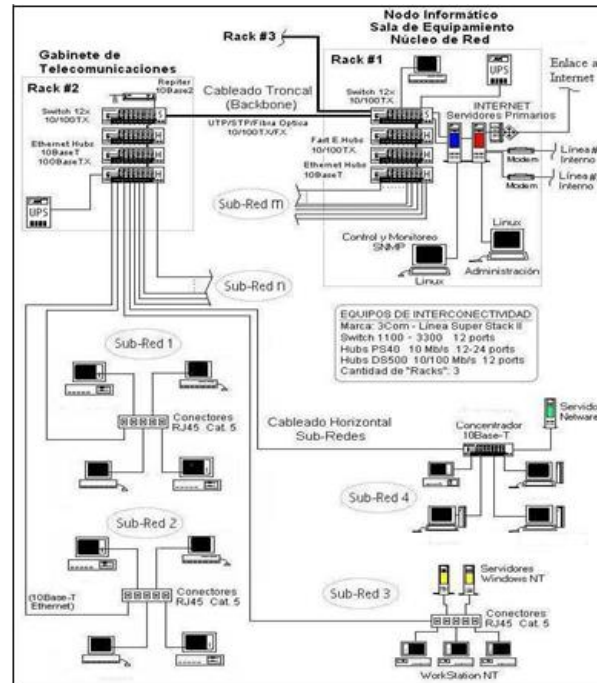 Nodo Informático
Sala de Equipamiento
Núcleo de Red
Rack #3
Rack #1
Gabinete de
Telecomunicaciones
Rack #2
Repiter
10Base2
Switch 12x
10/100TX
Ethernet Hubs
10BaseT
100BaseTX
UPS
Cableado Troncal
(Backbone)
UTP/STP/Fibra Optica
10/100TX/FX
Switch 12x
10/100TX
Fast E. Hubs
10/100TX
Ethernet Hubs
10BaseT
UPS
Enlace a
Internet
INTERNET
Servidores Primarios
Modem
Línea#
Interno
Modem
Línea#
Interno
Sub-Red m
Control y Monitoreo
SNMP
Linux
Linux
Administración
Sub-Red n
EQUIPOS DE INTERCONECTIVIDAD
Marca: 3Com - Línea Super Stack II
Switch 1100 - 3300 12 ports
Hubs PS40 10 Mb/s 12-24 ports
Hubs DS500 10/100 Mb/s 12 ports
Cantidad de "Racks": 3
Sub-Red 1
Conectores
RJ45 Cat. 5
Cableado Horizontal
Sub-Redes
Concentrador
10Base-T
Servido
Netware
Sub-Red 4
Sub-Red 2
(10Base-T
Ethernet)
Conectores
RJ45 Cat. 5
Sub-Red 3
Servidores
Windows NT
Conectores
RJ45 Cat. 5
WorkStation NT